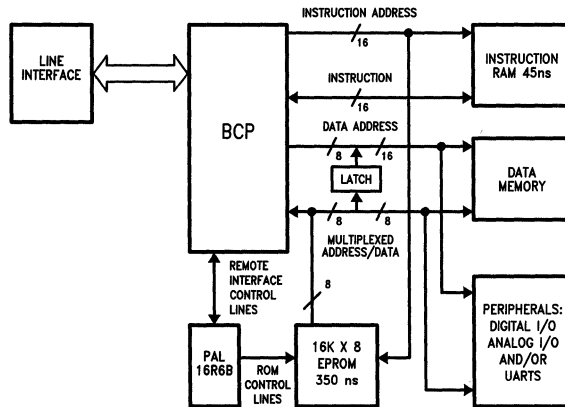 INSTRUCTION ADDRESS
16
LINE
INTERFACE
BCP
INSTRUCTION
RAM 45ns
INSTRUCTION
16
DATA ADDRESS
8
16
LATCH
DATA
MEMORY
8
8
MULTIPLEXED
ADDRESS/DATA
REMOTE
INTERFACE
CONTROL
LINES
8
PERIPHERALS:
DIGITAL I/O
ANALOG I/O
AND/OR
UARTS
PAL
16R6B
ROM
CONTROL
LINES
16K X 8
EPROM
350 ns